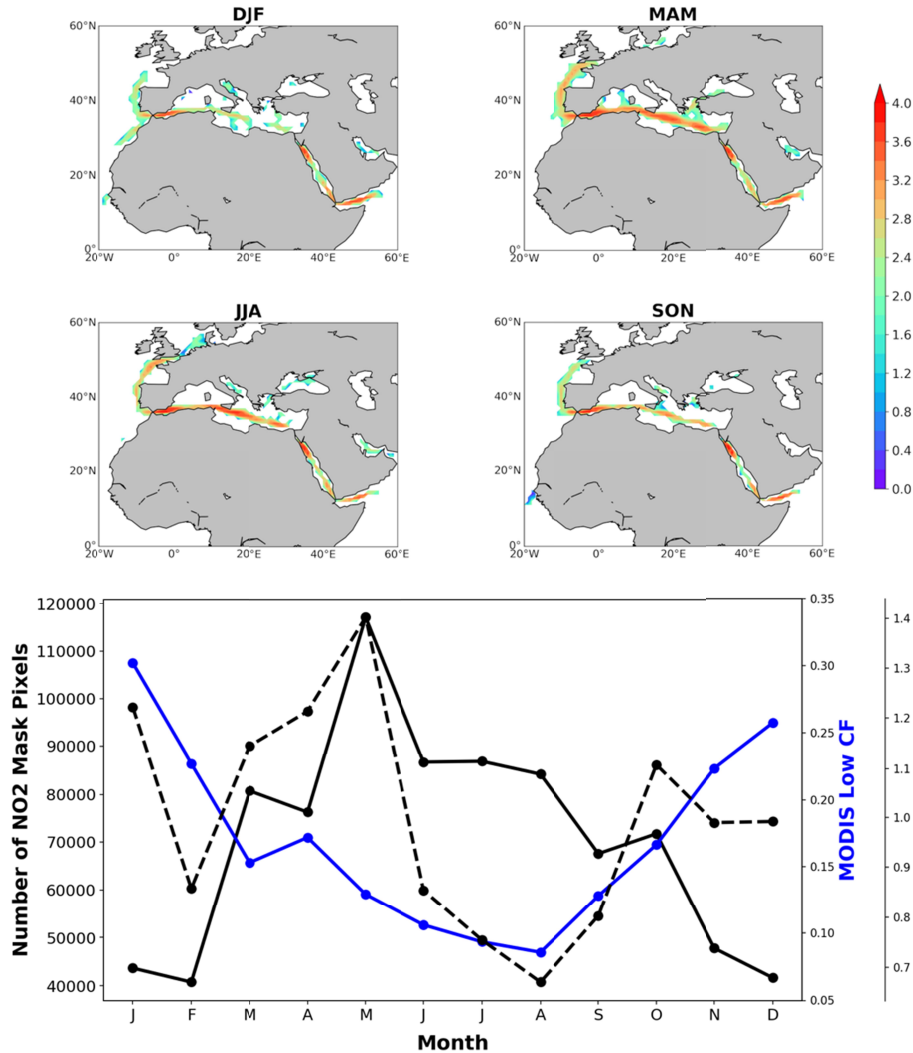 DJF
MAM
60°N
40°N
20°N
0°
20°W 0° 20°E 40°E 60°E
60°N
40°N
20°N
0°
20°W 0° 20°E 40°E 60°E
4.0
3.6
3.2
2.8
2.4
2.0
1.6
1.2
0.8
0.4
0.0
JJA
SON
60°N
40°N
20°N
0°
20°W 0° 20°E 40°E 60°E
60°N
40°N
20°N
0°
20°W 0° 20°E 40°E 60°E
Number of NO2 Mask Pixels
120000
110000
100000
90000
80000
70000
60000
50000
40000
0.35
0.30
0.25
0.20
0.15
0.10
0.05
MODIS Low CF
1.4
1.3
1.2
1.1
1.0
0.9
0.8
0.7
J F M A M J J A S O N D
Month